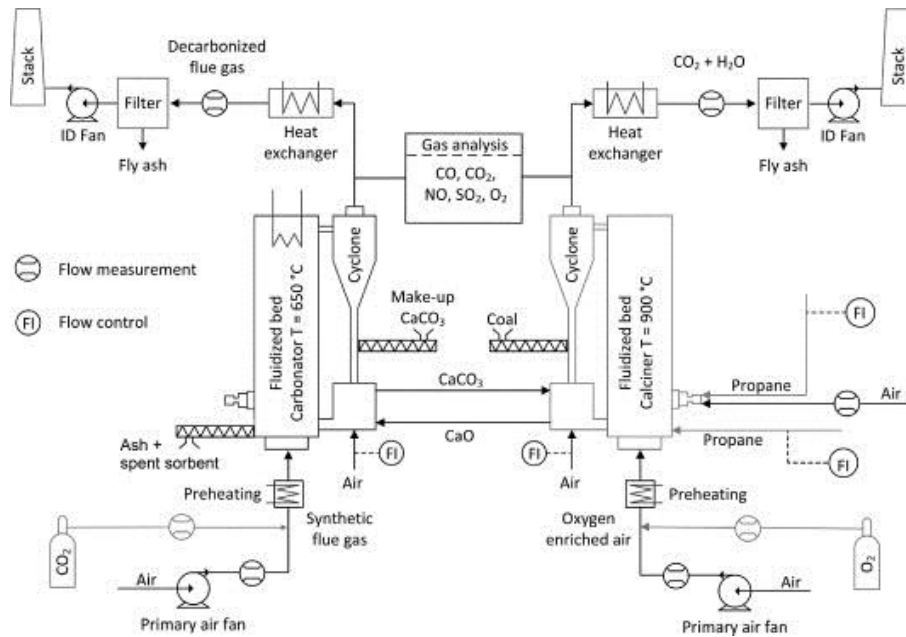 Stack
ID Fan
Filter
Fly ash
Decarbonized
flue gas
Heat
exchanger
Gas analysis
CO, CO₂,
NO, SO₂, O₂
Heat
exchanger
CO₂ + H₂O
Filter
Fly ash
ID Fan
Stack
Flow measurement
FI
Flow control
Fluidized bed
Carbonator T = 650 °C
Cyclone
Make-up
CaCO₃
Coal
Cyclone
Fluidized bed
Calciner T = 900 °C
FI
Propane
Air
Propane
FI
CaCO₃
CaO
Ash +
spent sorbent
FI
Air
FI
Air
Preheating
Synthetic
flue gas
CO₂
Air
Primary air fan
Preheating
Oxygen
enriched air
O₂
Air
Primary air fan